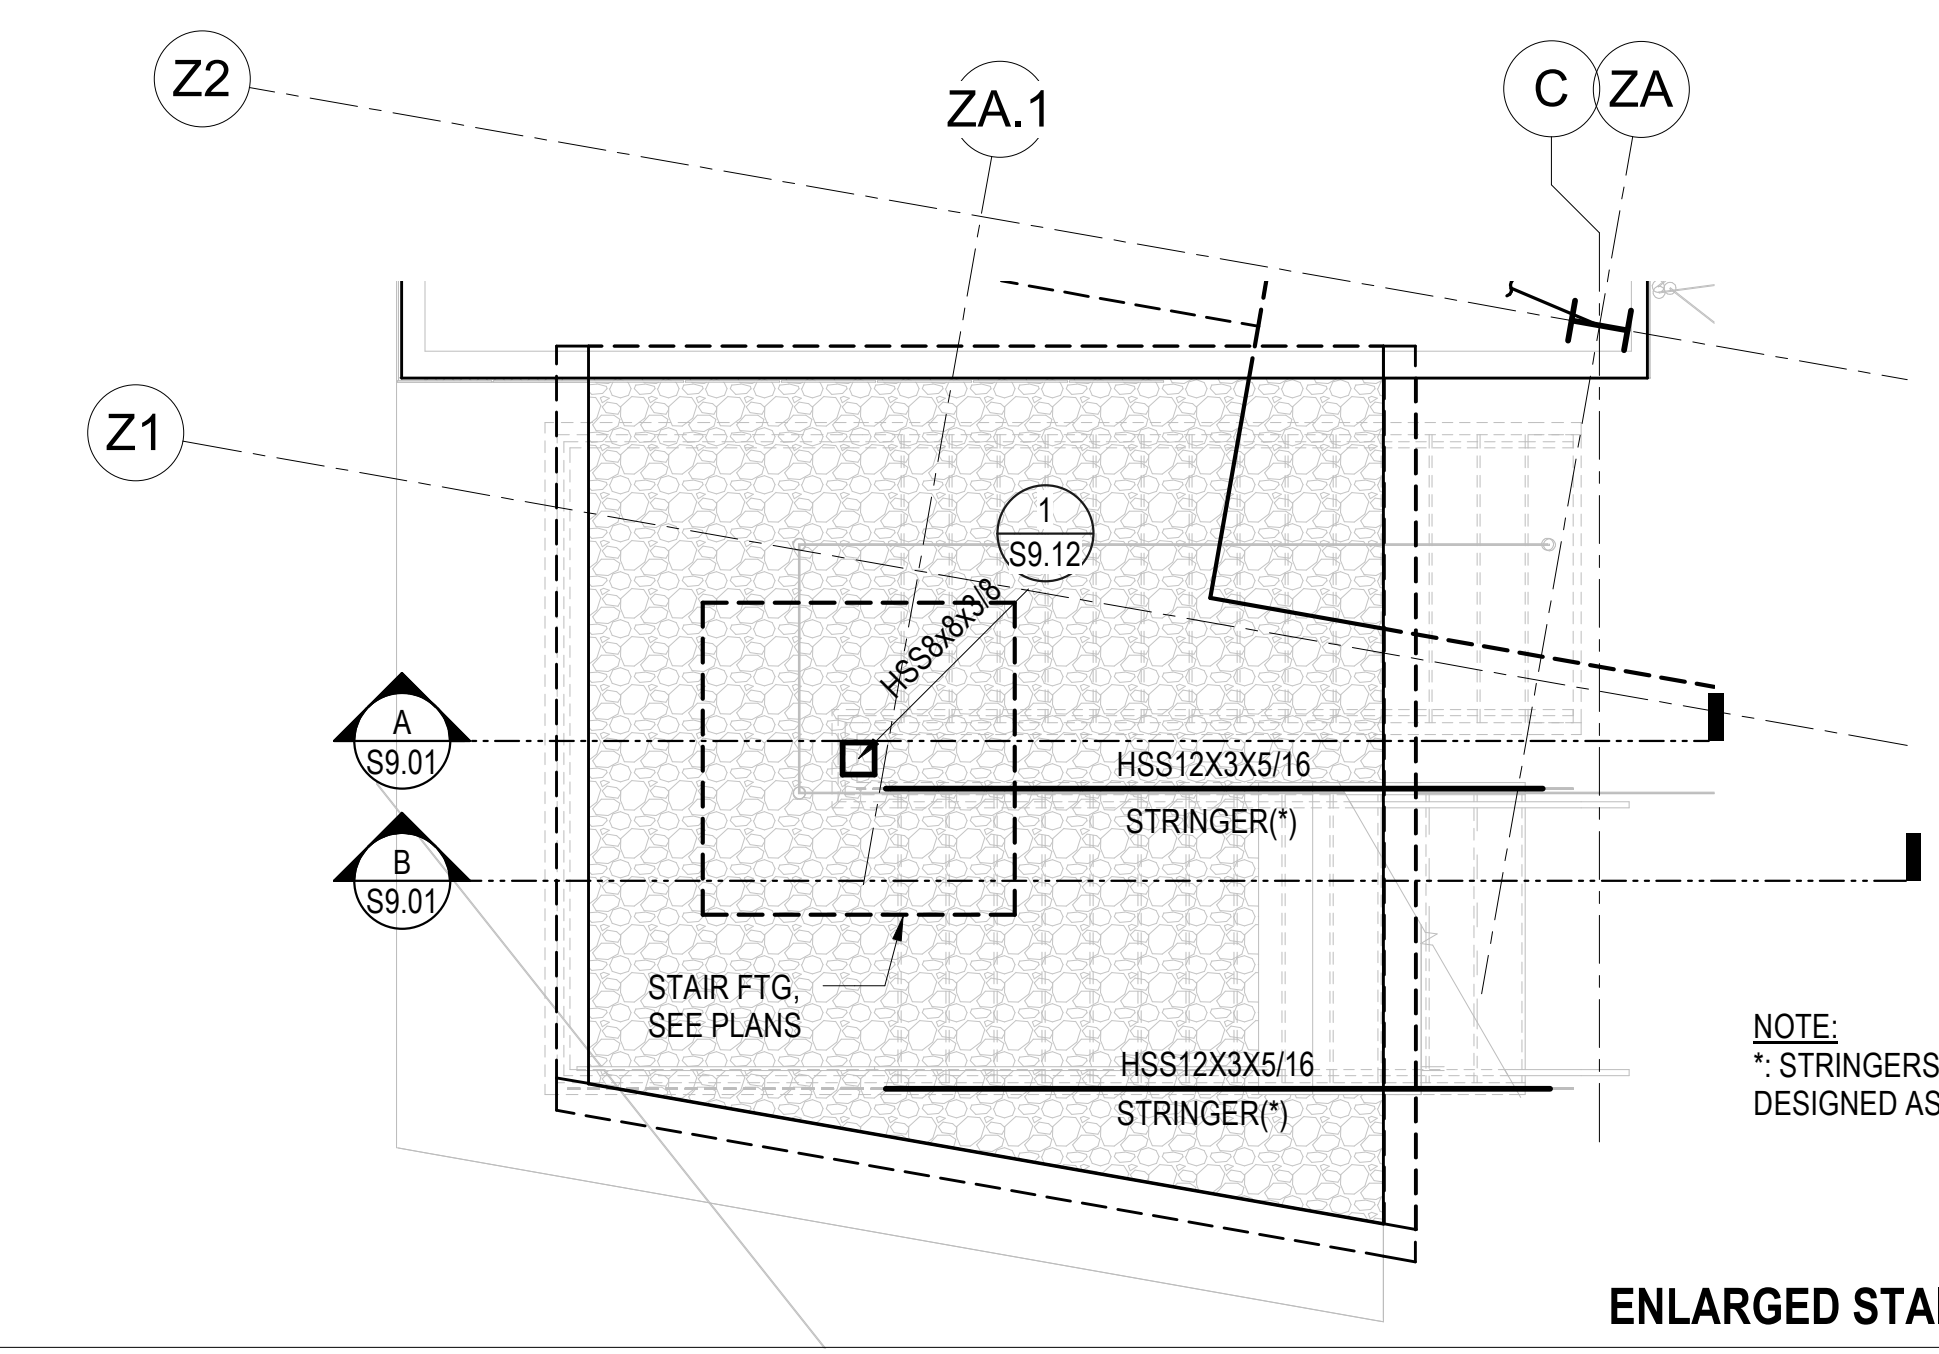 Z2
ZA.1
C
ZA
Z1
1
S9.12
HSS8x8x3/8
A
S9.01
HSS12X3X5/16
STRINGER(*)
B
S9.01
STAIR FTG,
SEE PLANS
HSS12X3X5/16
STRINGER(*)
NOTE:
*: STRINGERS
DESIGNED AS
ENLARGED STAI